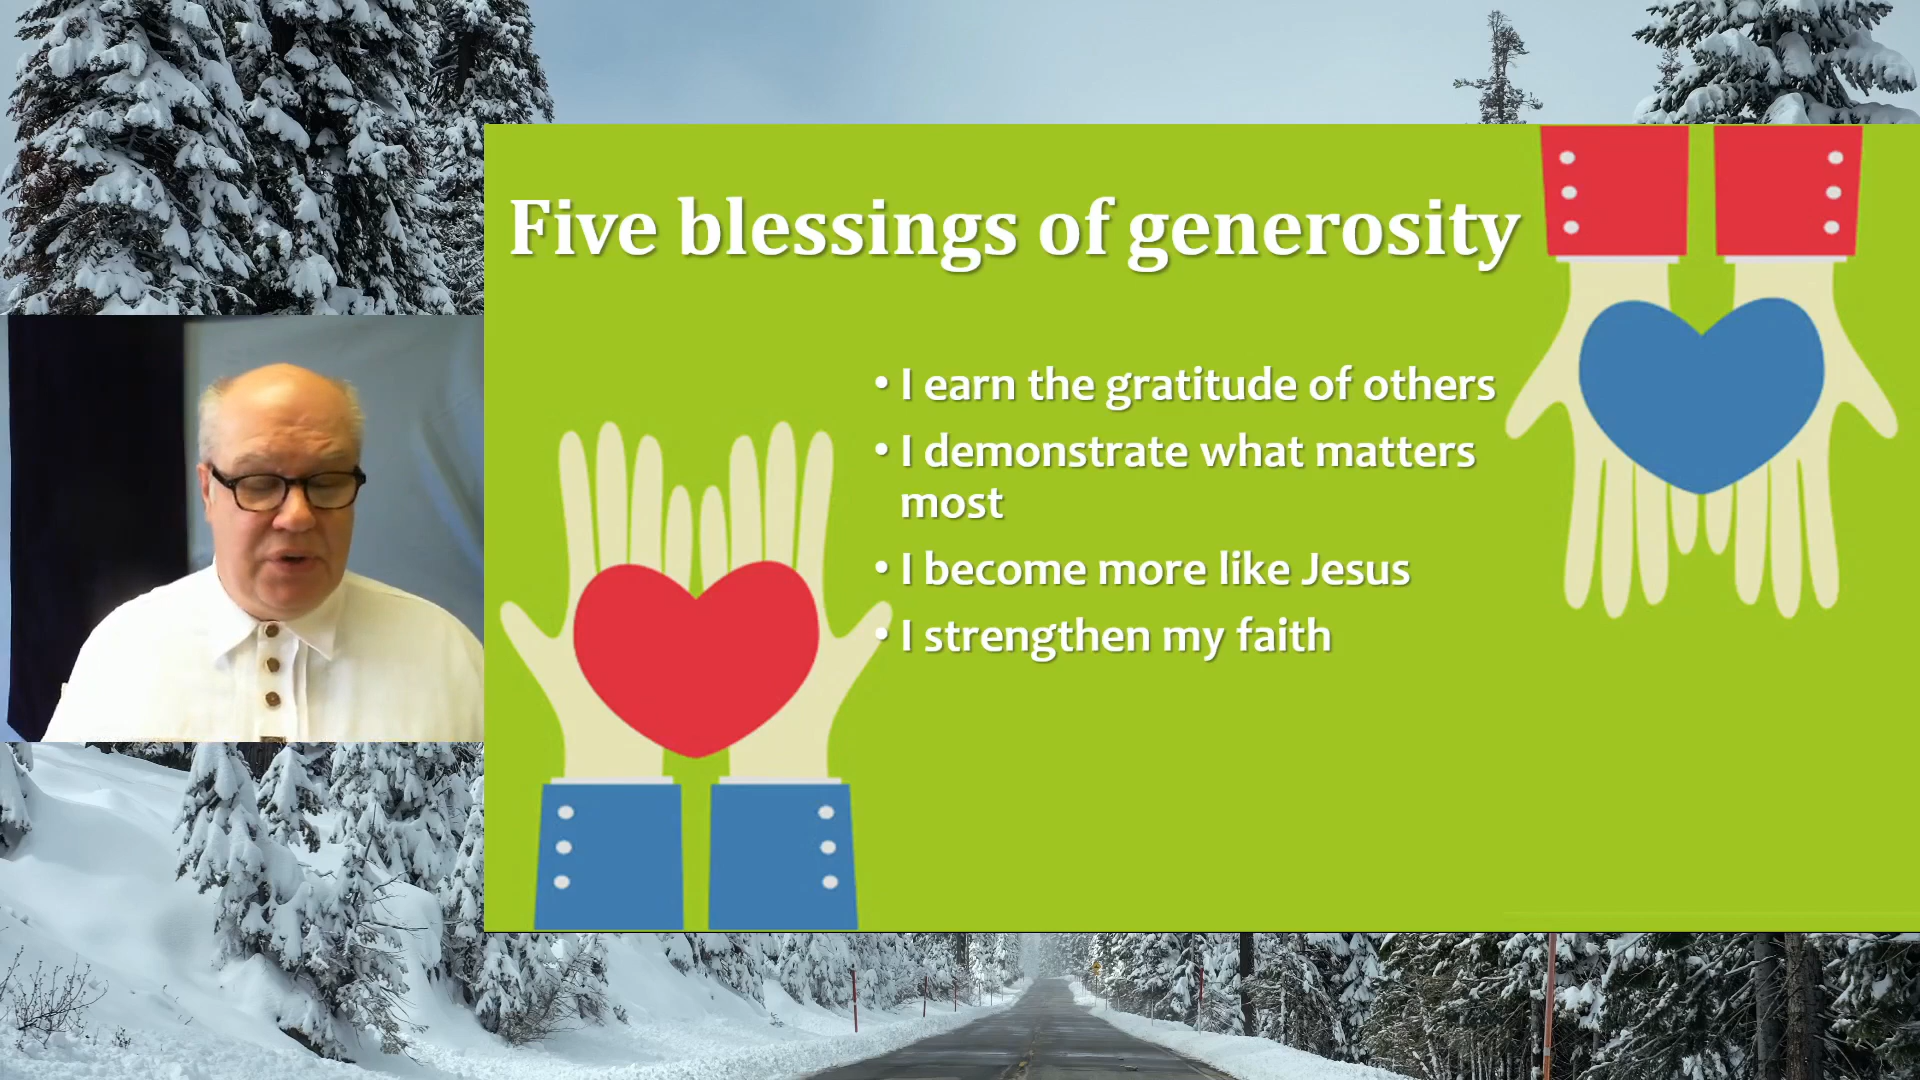 Five blessings of generosity
• I earn the gratitude of others
• I demonstrate what matters
most
• I become more like Jesus
• I strengthen my faith